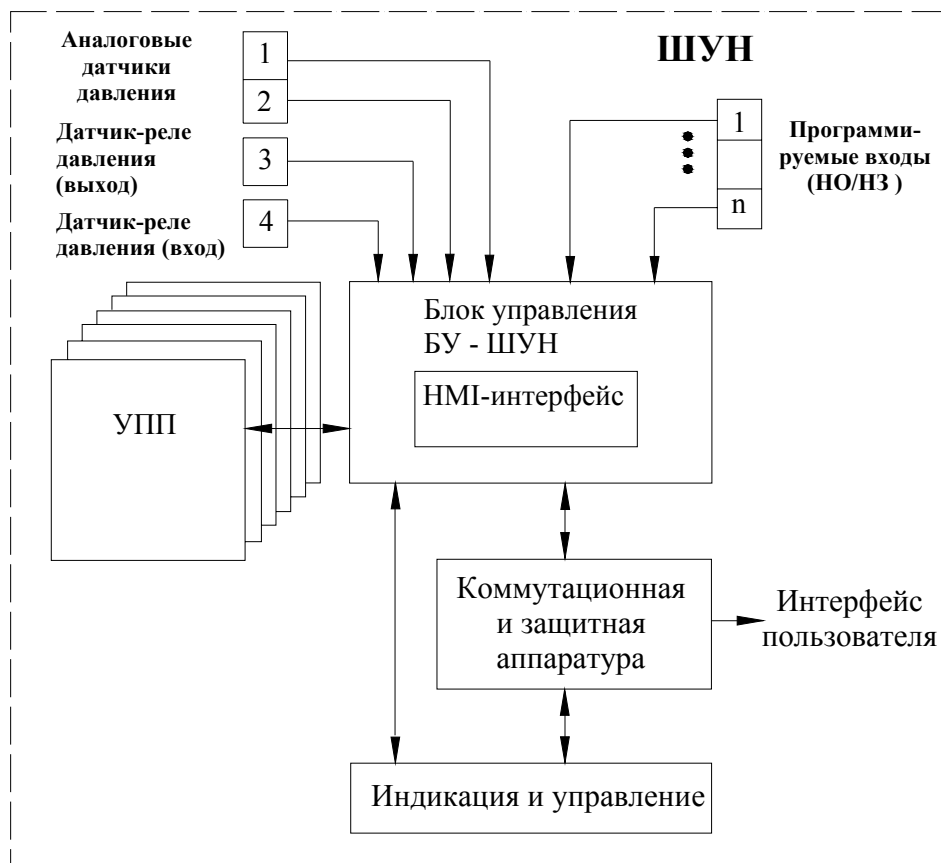 Аналоговые
датчики
давления
1
2
Датчик-реле
давления
(выход)
3
Датчик-реле
давления (вход)
4
ШУН
1
n
Программи-
руемые входы
(НО/НЗ )
Блок управления
БУ - ШУН
HMI-интерфейс
УПП
Коммутационная
и защитная
аппаратура
Интерфейс
пользователя
Индикация и управление